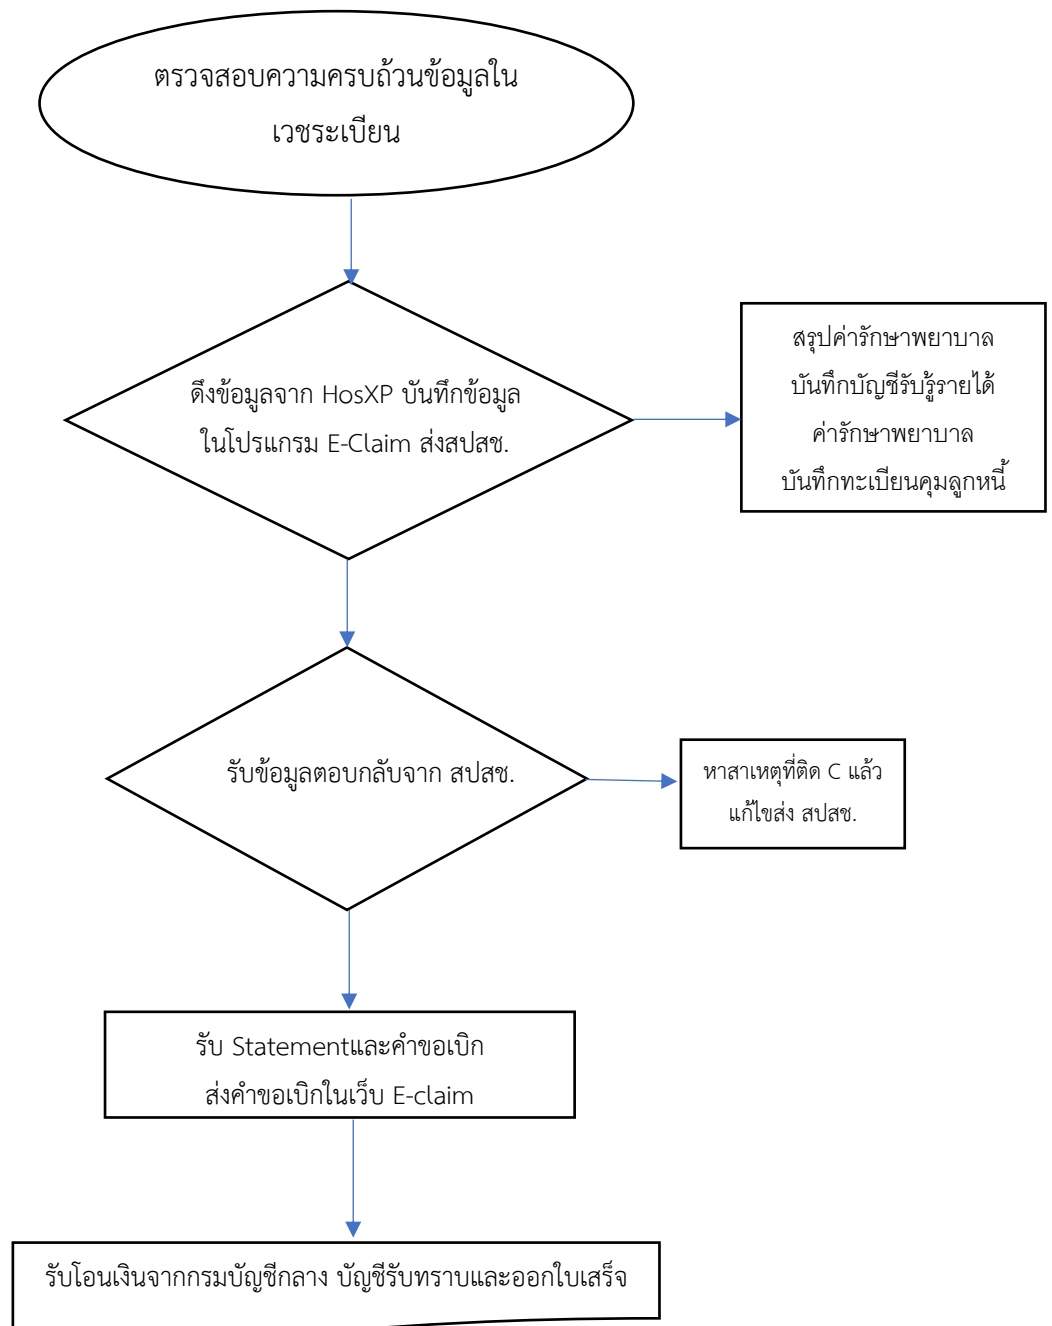 ตรวจสอบความครบถ้วนข้อมูลใน
เวชระเบียน
ดึงข้อมูลจาก HosXP บันทึกข้อมูล
ในโปรแกรม E-Claim ส่งสปสช.
สรุปค่ารักษาพยาบาล
บันทึกบัญชีรับรู้รายได้
ค่ารักษาพยาบาล
บันทึกทะเบียนคุมลูกหนี้
รับข้อมูลตอบกลับจาก สปสช.
หาสาเหตุที่ติด C แล้ว
แก้ไขส่ง สปสช.
รับ Statementและคำขอเบิก
ส่งคำขอเบิกในเว็บ E-claim
รับโอนเงินจากกรมบัญชีกลาง บัญชีรับทราบและออกใบเสร็จ